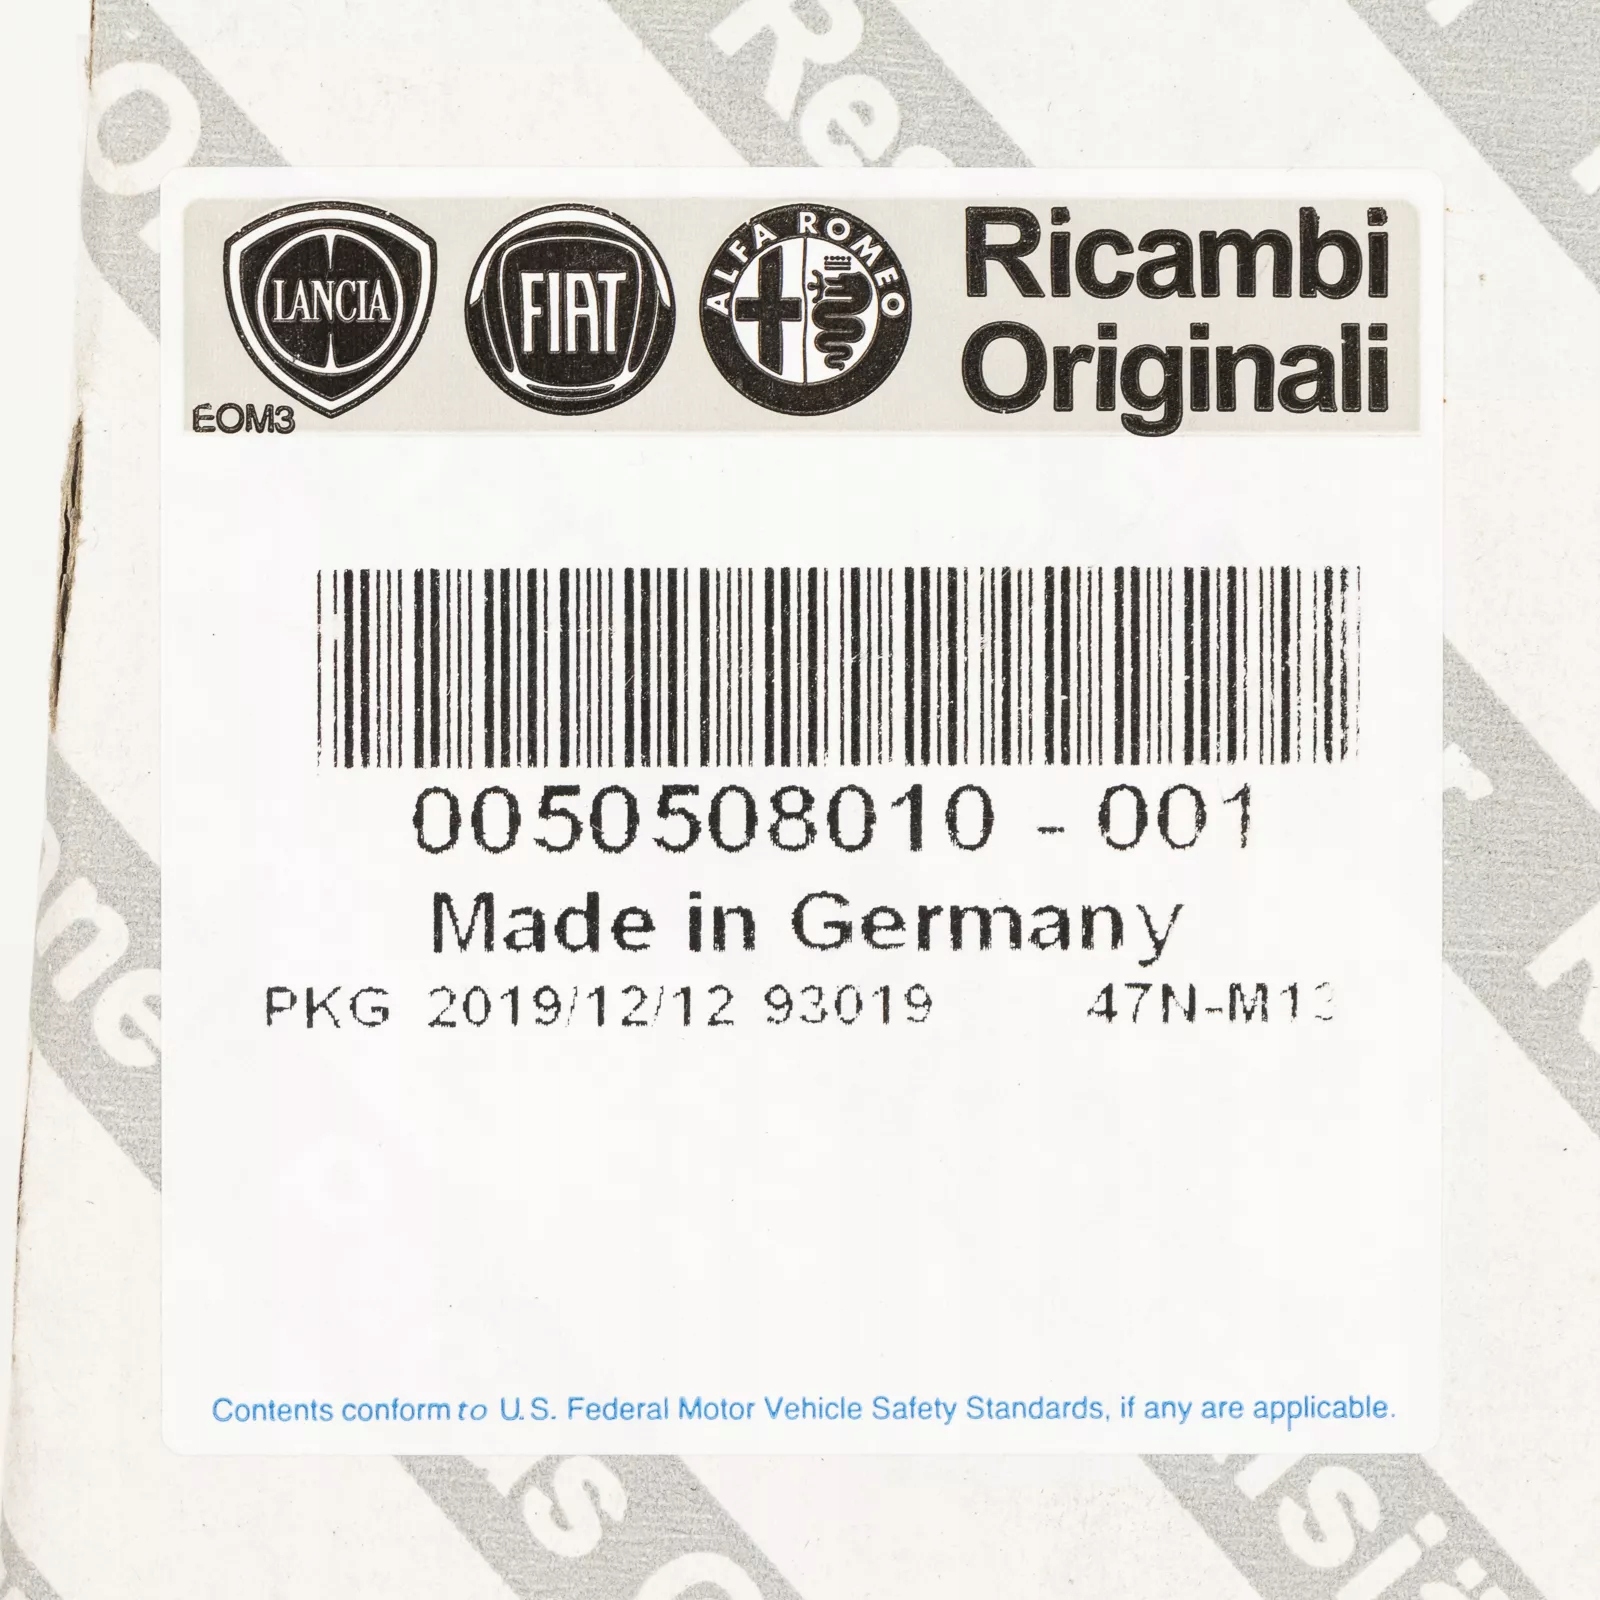 Re
LANCIA
FIAT
ALFA ROMEO
Ricambi
Originali
EOM3
0050508010 - 001
Made in Germany
PKG 2019/12/12 93019 47N-M13
Contents conform to U.S. Federal Motor Vehicle Safety Standards, if any are applicable.